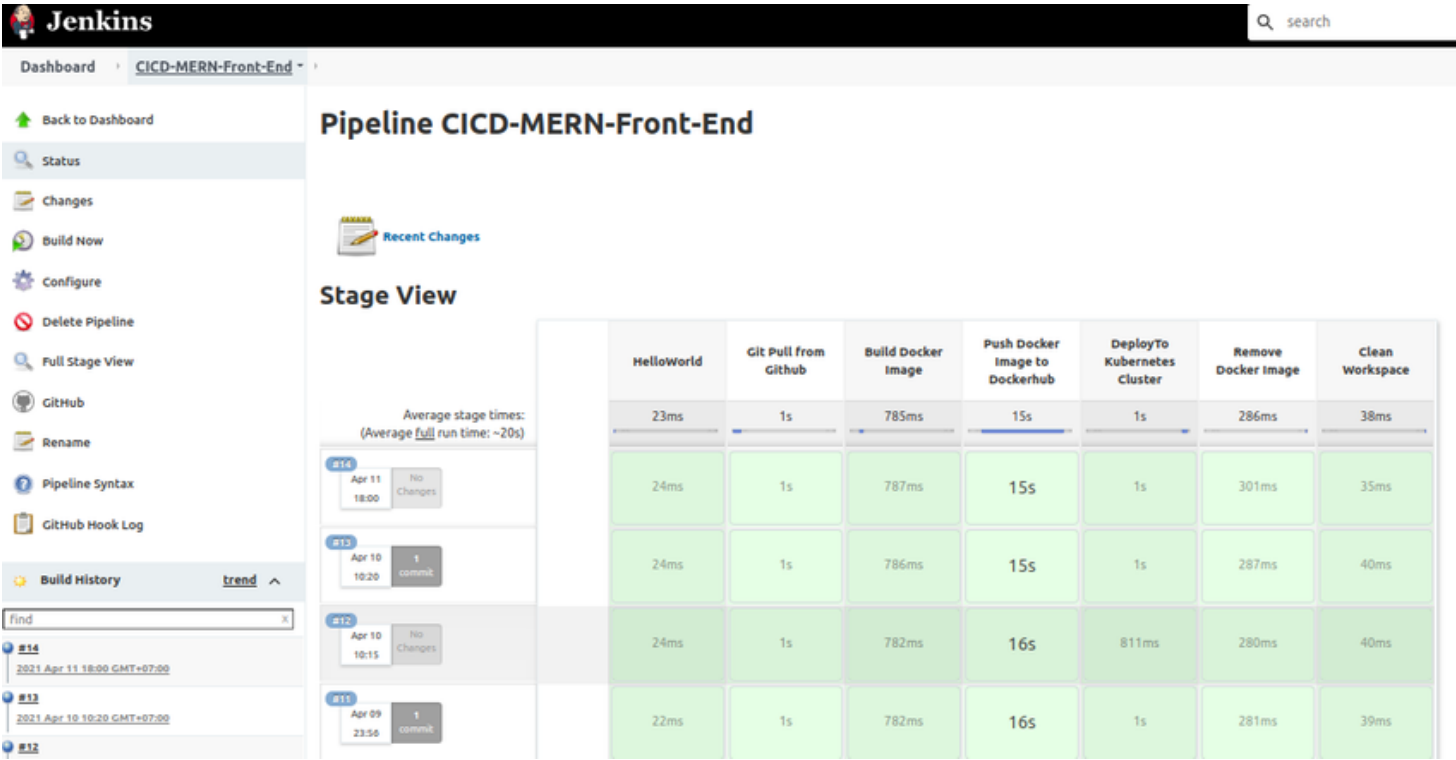 Jenkins
search
Dashboard
CICD-MERN-Front-End
Back to Dashboard
Status
Changes
Build Now
Configure
Delete Pipeline
Full Stage View
GitHub
Rename
Pipeline Syntax
GitHub Hook Log
Build History
trend
find
x
#14
2021 Apr 11 18:00 GMT+07:00
#13
2021 Apr 10 10:20 GMT+07:00
#12
Pipeline CICD-MERN-Front-End
Recent Changes
Stage View
HelloWorld
Git Pull from
Github
Build Docker
Image
Push Docker
Image to
Dockerhub
DeployTo
Kubernetes
Cluster
Remove
Docker Image
Clean
Workspace
Average stage times:
(Average full run time: ~20s)
23ms 1s 785ms 15s 1s 286ms 38ms
#14
Apr 11
18:00
No
Changes
24ms 1s 787ms 15s 1s 301ms 35ms
#13
Apr 10
10:20
1
commit
24ms 1s 786ms 15s 1s 287ms 40ms
#12
Apr 10
10:15
No
Changes
24ms 1s 782ms 16s 811ms 280ms 40ms
#11
Apr 09
23:56
1
commit
22ms 1s 782ms 16s 1s 281ms 39ms